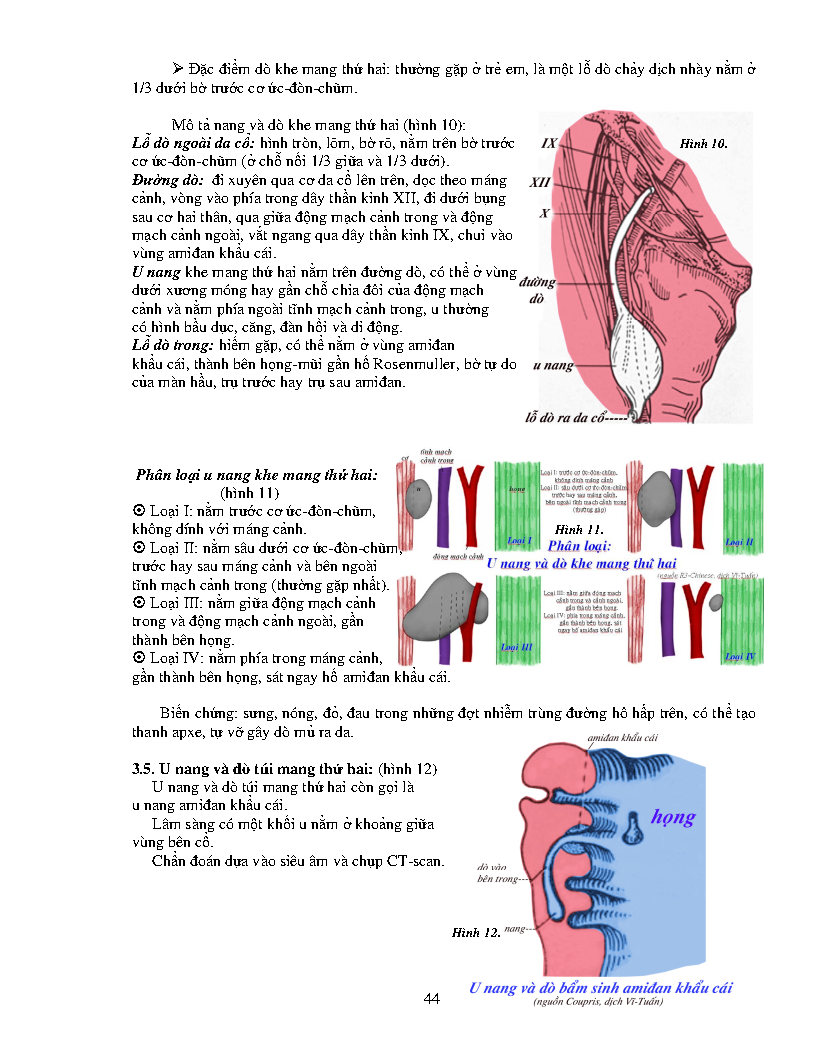 ➢ Đặc điểm dò khe mang thứ hai: thường gặp ở trẻ em, là một lỗ dò chảy dịch nhày nằm ở
1/3 dưới bờ trước cơ ức-đòn-chũm.
Mô tả nang và dò khe mang thứ hai (hình 10):
Lỗ dò ngoài da cổ: hình tròn, lõm, bờ rõ, nằm trên bờ trước
cơ ức-đòn-chũm (ở chỗ nối 1/3 giữa và 1/3 dưới).
Đường dò: đi xuyên qua cơ da cổ lên trên, dọc theo máng
cảnh, vòng vào phía trong dây thần kinh XII, đi dưới bụng
sau cơ hai thân, qua giữa động mạch cảnh trong và động
mạch cảnh ngoài, vắt ngang qua dây thần kinh IX, chui vào
vùng amiđan khẩu cái.
U nang khe mang thứ hai nằm trên đường dò, có thể ở vùng
dưới xương móng hay gần chỗ chia đôi của động mạch
cảnh và nằm phía ngoài tĩnh mạch cảnh trong, u thường
có hình bầu dục, căng, đàn hồi và di động.
Lỗ dò trong: hiếm gặp, có thể nằm ở vùng amiđan
khẩu cái, thành bên họng-mũi gần hố Rosenmuller, bờ tự do
của màn hầu, trụ trước hay trụ sau amiđan.
Hình 10.
IX
XII
X
đường
dò
u nang
lỗ dò ra da cổ-----
Phân loại u nang khe mang thứ hai:
(hình 11)
Loại I: nằm trước cơ ức-đòn-chũm,
không dính với máng cảnh.
Loại II: nằm sâu dưới cơ ức-đòn-chũm,
trước hay sau máng cảnh và bên ngoài
tĩnh mạch cảnh trong (thường gặp nhất).
Loại III: nằm giữa động mạch cảnh
trong và động mạch cảnh ngoài, gần
thành bên họng.
Loại IV: nằm phía trong máng cảnh,
gần thành bên họng, sát ngay hố amiđan khẩu cái.
cơ
tĩnh mạch
cảnh trong
u
họng
Loại I
động mạch cảnh
Loại I: trước cơ ức-đòn-chũm,
không dính máng cảnh
Loại II: sâu dưới cơ ức-đòn-chũm,
trước hay sau máng cảnh,
bên ngoài tĩnh mạch cảnh trong
(thường gặp)
Hình 11.
Phân loại:
U nang và dò khe mang thứ hai
Loại II
(nguồn R3-Chinese, dịch Vĩ-Tuấn)
Loại III: nằm giữa động mạch
cảnh trong và cảnh ngoài,
gần thành bên họng.
Loại IV: phía trong máng cảnh,
gần thành bên họng, sát
ngay hố amiđan khẩu cái
Loại III
Loại IV
Biến chứng: sưng, nóng, đỏ, đau trong những đợt nhiễm trùng đường hô hấp trên, có thể tạo
thanh apxe, tự vỡ gây dò mủ ra da.
3.5. U nang và dò túi mang thứ hai: (hình 12)
U nang và dò túi mang thứ hai còn gọi là
u nang amiđan khẩu cái.
Lâm sàng có một khối u nằm ở khoảng giữa
vùng bên cổ.
Chẩn đoán dựa vào siêu âm và chụp CT-scan.
amiđan khẩu cái
họng
dò vào
bên trong----
Hình 12.
nang---
U nang và dò bẩm sinh amiđan khẩu cái
(nguồn Coupris, dịch Vĩ-Tuấn)
44